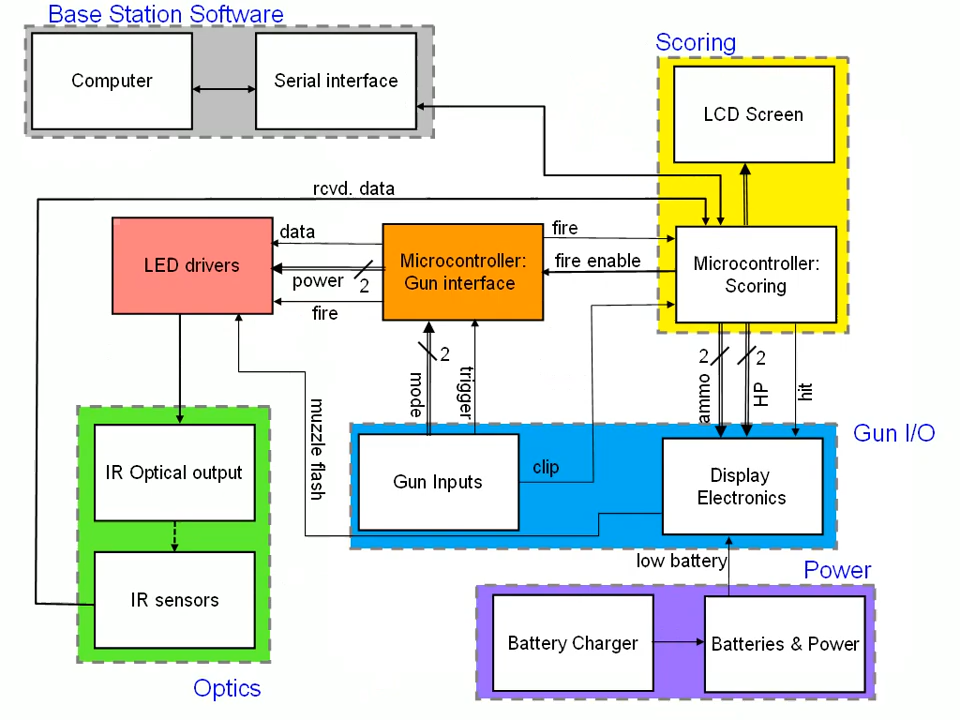 Base Station Software
Computer
Serial interface
Scoring
LCD Screen
rcvd. data
LED drivers
data
power
2
fire
Microcontroller:
Gun interface
fire
fire enable
Microcontroller:
Scoring
2
mode
trigger
muzzle flash
2
ammo
2
HP
hit
Gun I/O
IR Optical output
Gun Inputs
clip
Display
Electronics
IR sensors
low battery
Power
Battery Charger
Batteries & Power
Optics